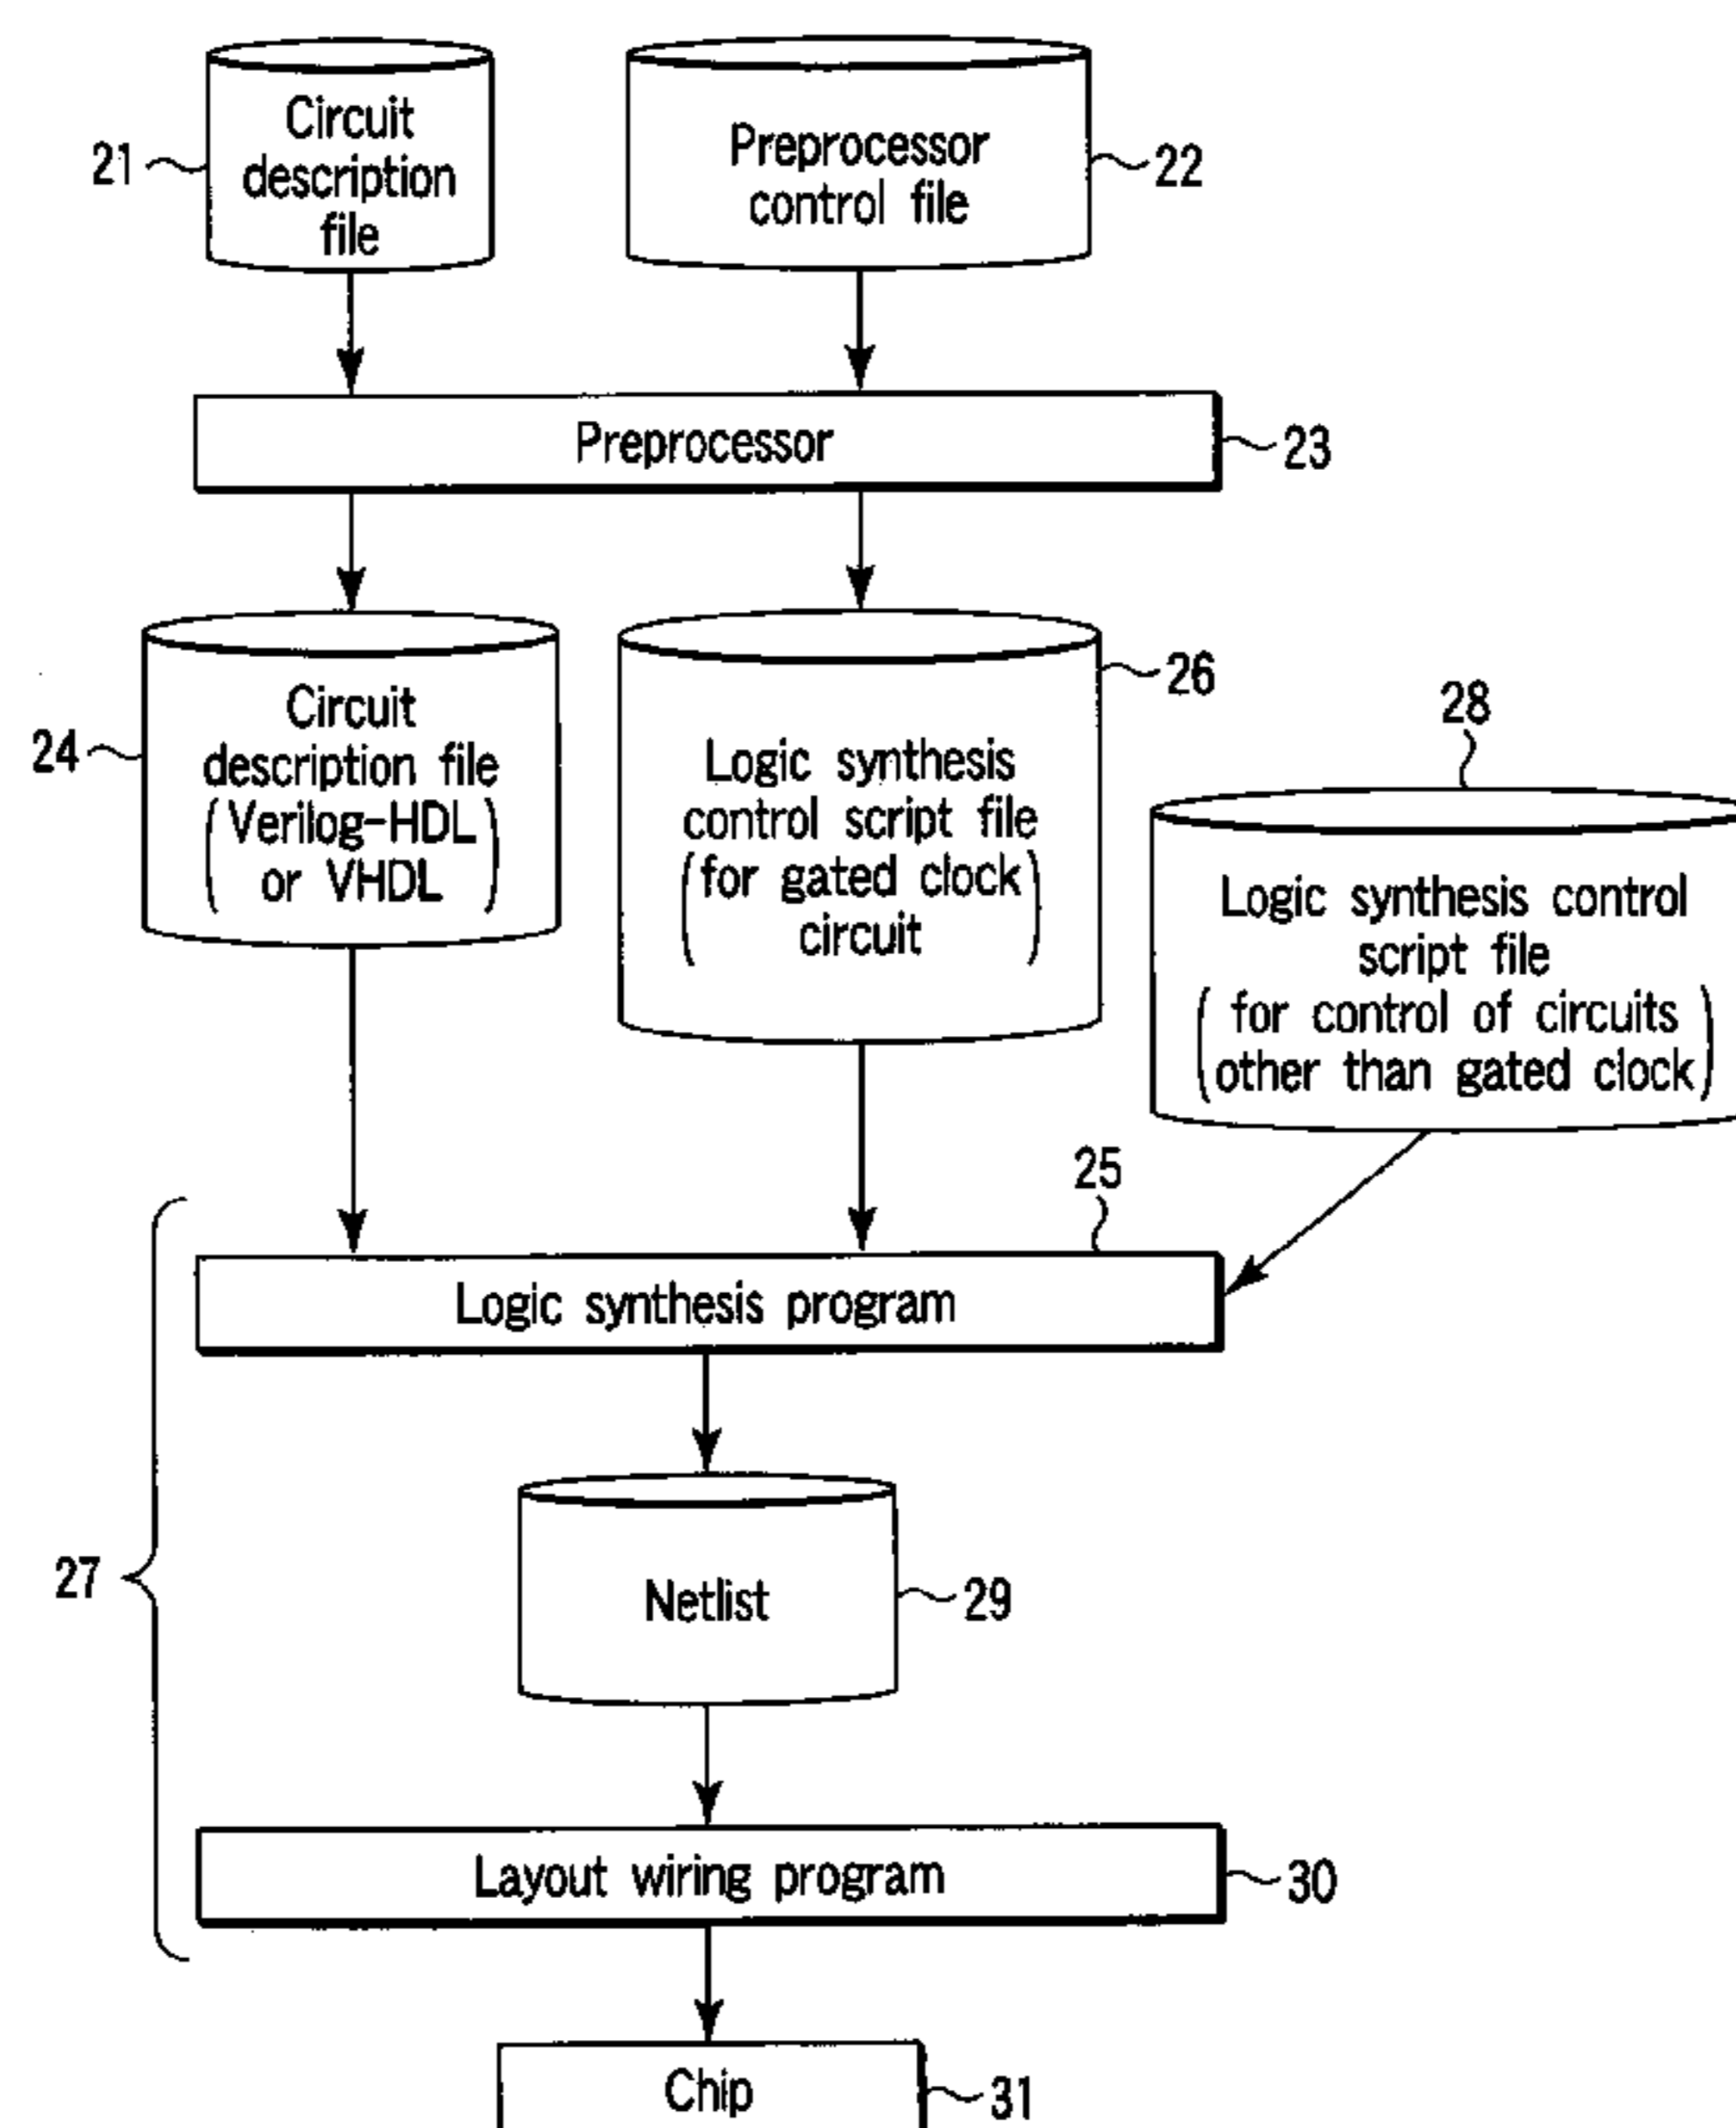 21
Circuit
description
file
Preprocessor
control file
22
Preprocessor
23
24
Circuit
description file
(Verilog-HDL
or VHDL)
Logic synthesis
control script file
(for gated clock
circuit)
26
28
Logic synthesis control
script file
(for control of circuits
other than gated clock)
25
Logic synthesis program
27
Netlist
29
Layout wiring program
30
Chip
31